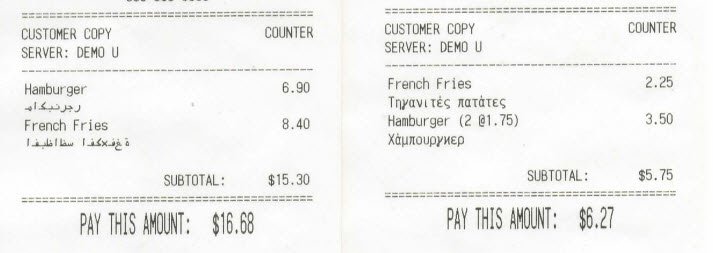 CUSTOMER COPY COUNTER
SERVER: DEMO U
Hamburger 6.90
French Fries 8.40
SUBTOTAL: $15.30
PAY THIS AMOUNT: $16.68
CUSTOMER COPY COUNTER
SERVER: DEMO U
French Fries 2.25
Τηγανιτές πατάτες
Hamburger (2 @1.75) 3.50
Χάμπουργκερ
SUBTOTAL: $5.75
PAY THIS AMOUNT: $6.27